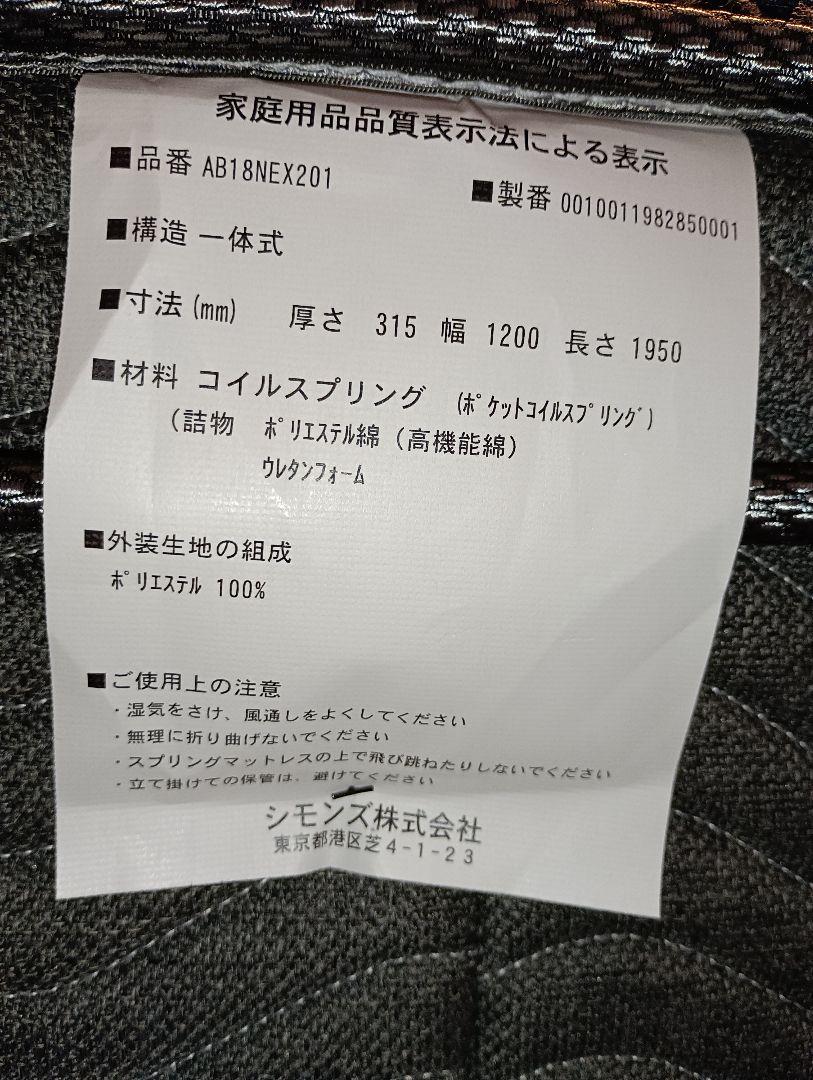 家庭用品品質表示法による表示
■品番 AB18NEX201
■製番 0010011982850001
■構造 一体式
■寸法(mm) 厚さ 315 幅 1200 長さ 1950
■材料 コイルスプリング (ﾎﾟｹｯﾄｺｲﾙｽﾌﾟﾘﾝｸﾞ)
(詰物 ﾎﾟﾘｴｽﾃﾙ綿(高機能綿)
ｳﾚﾀﾝﾌｫｰﾑ
■外装生地の組成
ﾎﾟﾘｴｽﾃﾙ 100%
■ご使用上の注意
・湿気をさけ、風通しをよくしてください
・無理に折り曲げないでください
・スプリングマットレスの上で飛び跳ねたりしないでください
・立て掛けての保管は、避けてください
シモンズ株式会社
東京都港区芝4-1-23